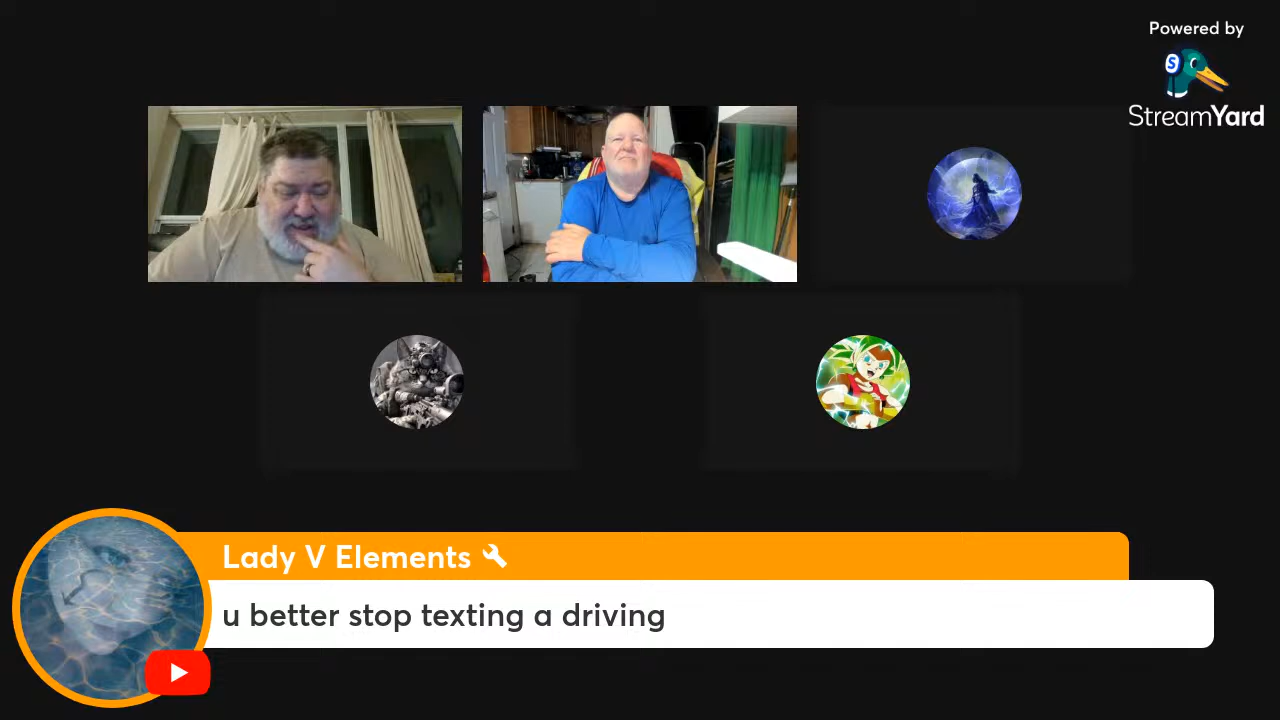 Powered by
StreamYard
Lady V Elements
u better stop texting a driving